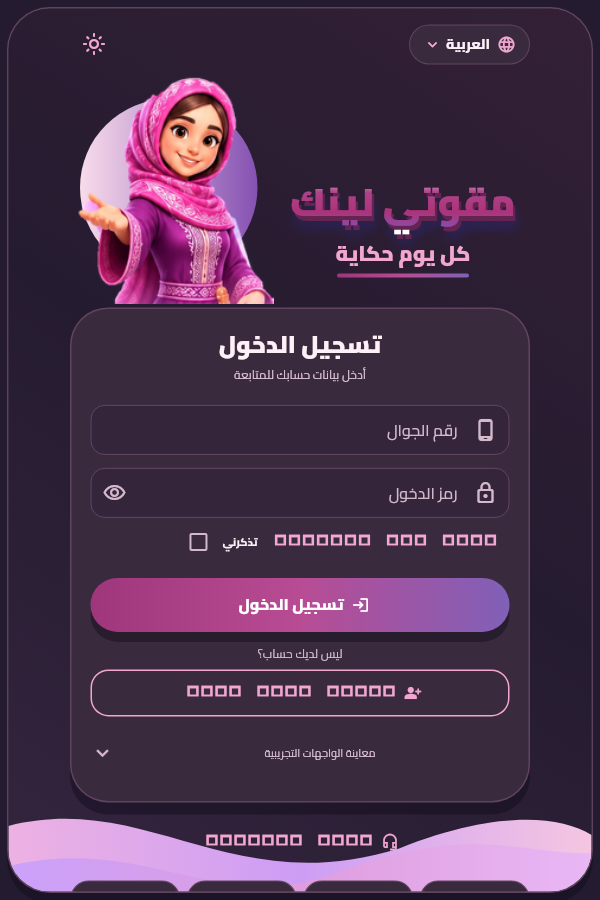 العربية
مقوتي لينك
كل يوم حكاية
تسجيل الدخول
أدخل بيانات حسابك للمتابعة
رقم الجوال
رمز الدخول
تذكرني
تسجيل الدخول
ليس لديك حساب؟
معاينة الواجهات التجريبية